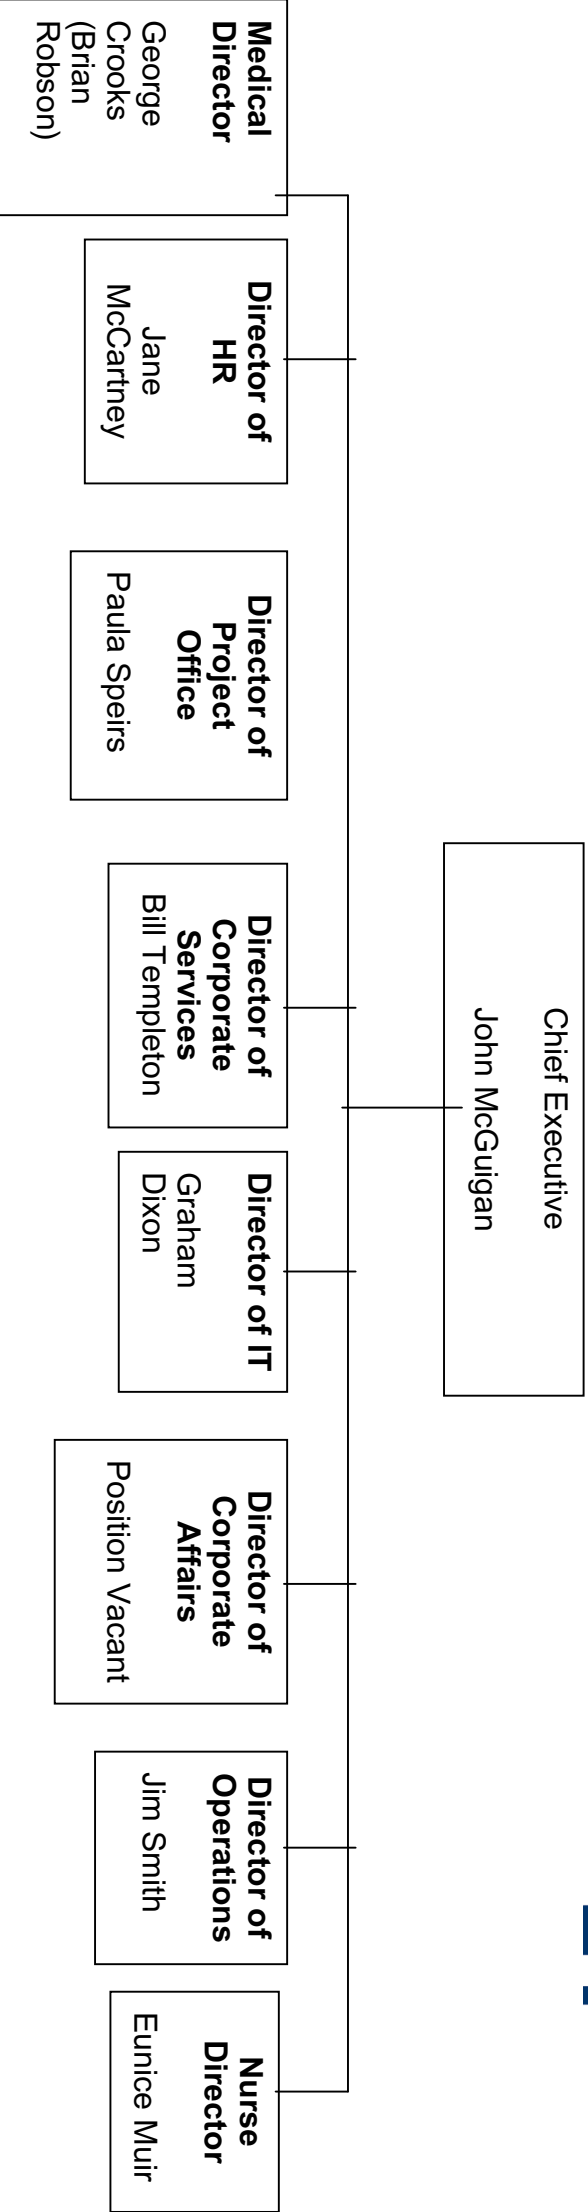 Chief Executive
John McGuigan
Medical
Director
George
Crooks
(Brian
Robson)
Director of
HR
Jane
McCartney
Director of
Project
Office
Paula Speirs
Director of
Corporate
Services
Bill Templeton
Director of IT
Graham
Dixon
Director of
Corporate
Affairs
Position Vacant
Director of
Operations
Jim Smith
Nurse
Director
Eunice Muir